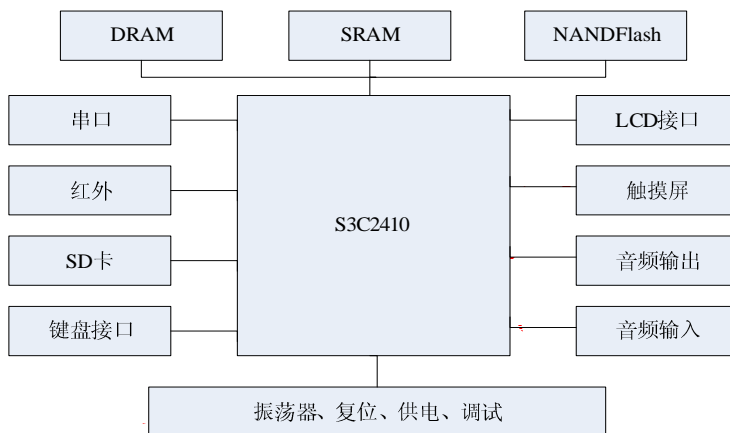 DRAM
SRAM
NANDFlash
串口
LCD接口
红外
触摸屏
S3C2410
SD卡
音频输出
键盘接口
音频输入
振荡器、复位、供电、调试